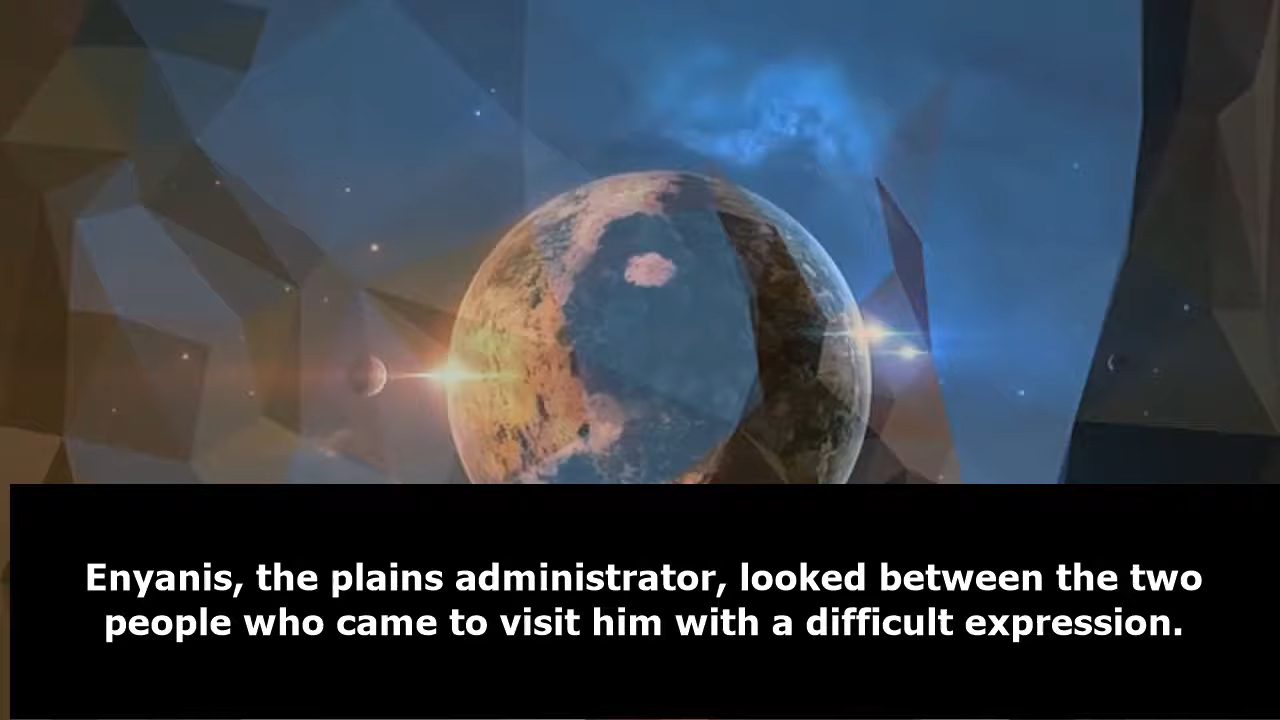 Enyanis, the plains administrator, looked between the two
people who came to visit him with a difficult expression.